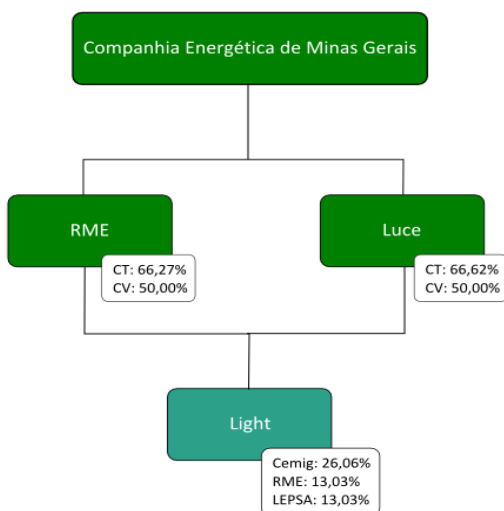 Companhia Energética de Minas Gerais
RME
Luce
CT: 66,27%
CV: 50,00%
CT: 66,62%
CV: 50,00%
Light
Cemig: 26,06%
RME: 13,03%
LEPSA: 13,03%